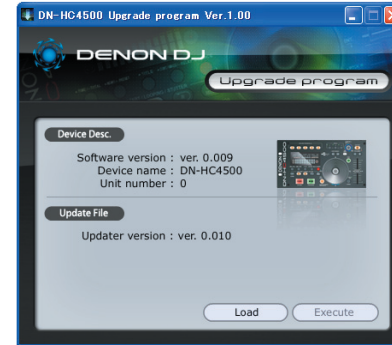 DN-HC4500 Upgrade program Ver.1.00
DENON DJ
Upgrade program
Device Desc.
Software version : ver. 0.009
Device name : DN-HC4500
Unit number : 0
Update File
Updater version : ver. 0.010
Load
Execute